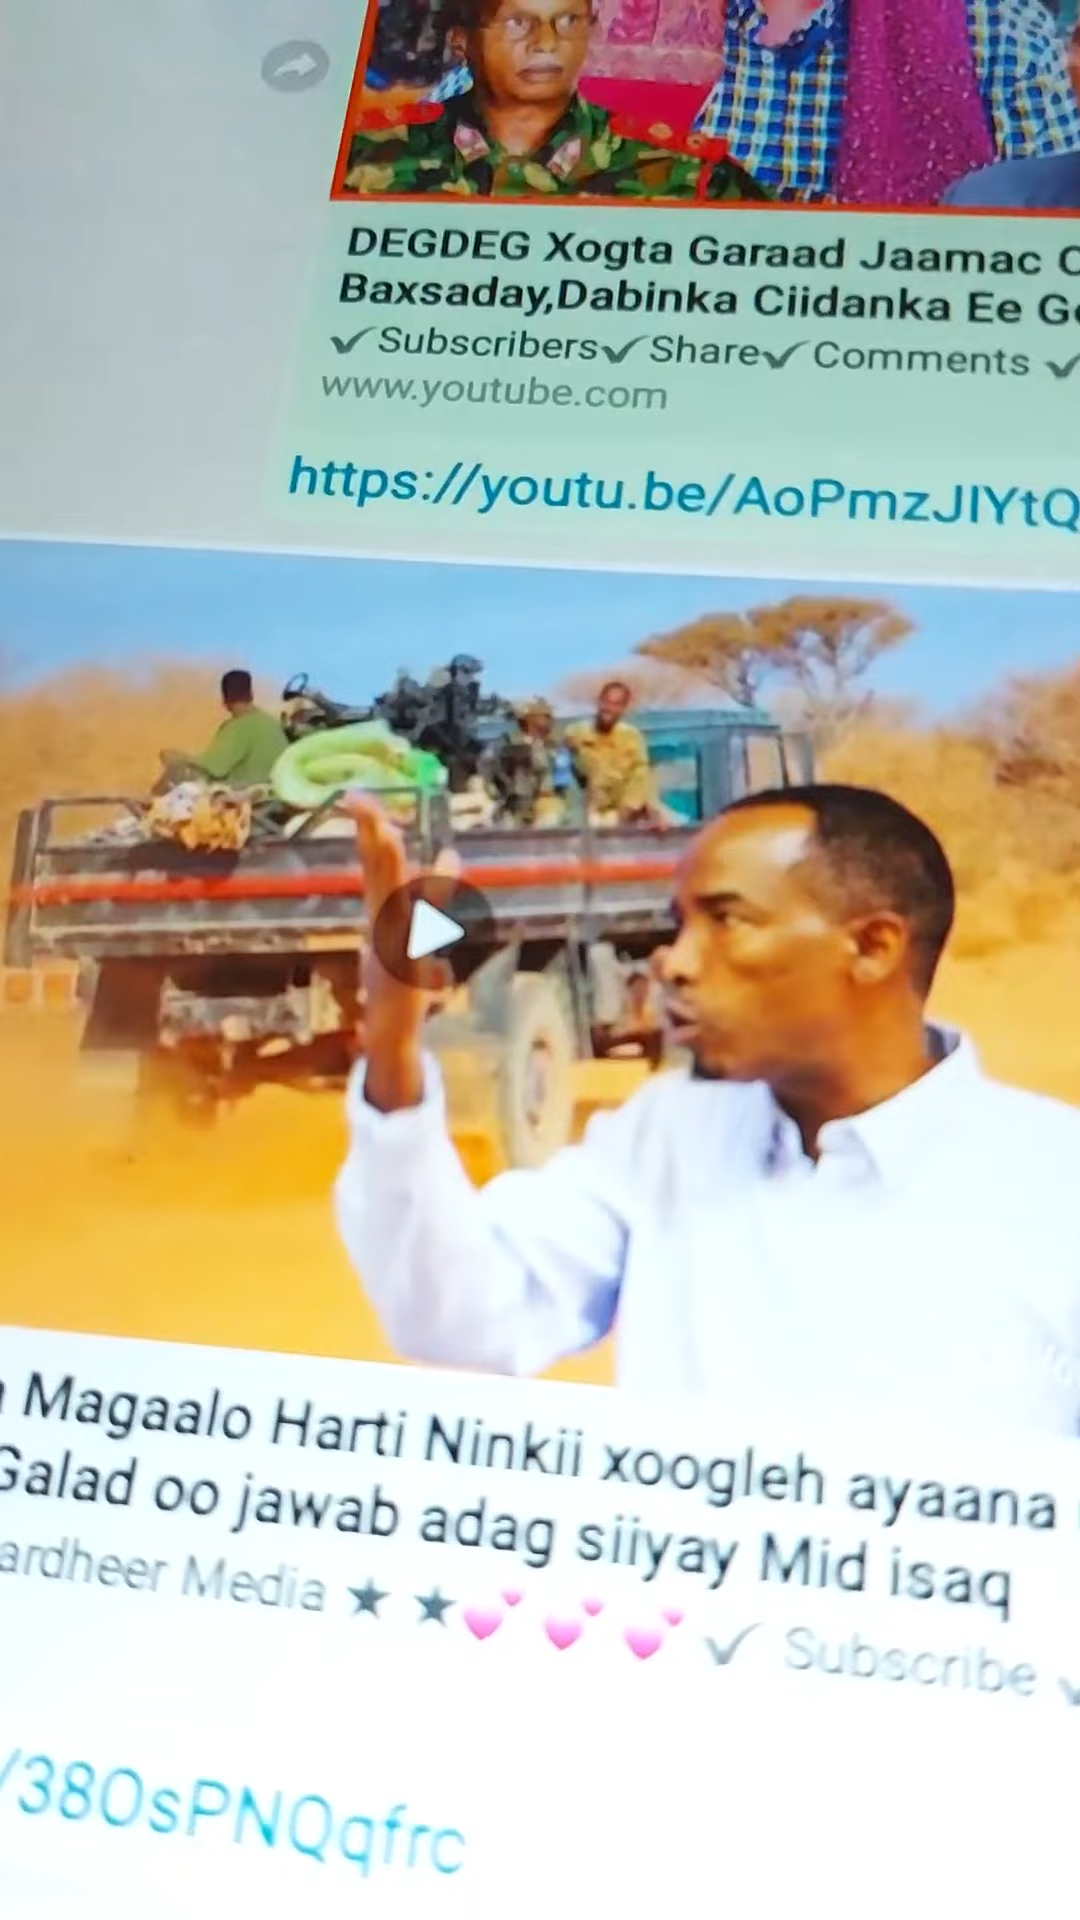 DEGDEG Xogta Garaad Jaamac
Baxsaday,Dabinka Ciidanka Ee
✓Subscribers✓Share✓Comments ✓
www.youtube.com
https://youtu.be/AoPmzJIYtQ
Magaalo Harti Ninkii xoogleh ayaana
Galad oo jawab adag siiyay Mid isaq
ardheer Media ★ ★💕 💕 💕 ✓ Subscribe ✓
/38OsPNQqfrc